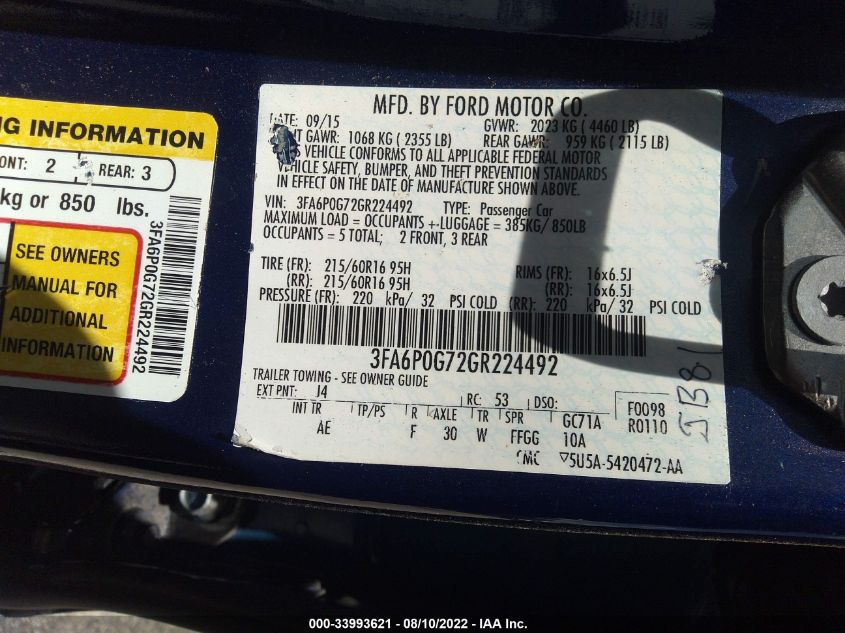 NG INFORMATION
ONT: 2 REAR: 3
kg or 850 lbs.
SEE OWNERS
MANUAL FOR
ADDITIONAL
INFORMATION
3FA6P0G72GR224492
MFD. BY FORD MOTOR CO.
DATE: 09/15 GVWR: 2023 KG ( 4460 LB)
GAWR: 1068 KG ( 2355 LB) REAR GAWR: 959 KG ( 2115 LB)
VEHICLE CONFORMS TO ALL APPLICABLE FEDERAL MOTOR
VEHICLE SAFETY, BUMPER, AND THEFT PREVENTION STANDARDS
IN EFFECT ON THE DATE OF MANUFACTURE SHOWN ABOVE.
VIN: 3FA6P0G72GR224492 TYPE: Passenger Car
MAXIMUM LOAD = OCCUPANTS + LUGGAGE = 385KG/ 850LB
OCCUPANTS = 5 TOTAL; 2 FRONT, 3 REAR
TIRE (FR): 215/60R16 95H RIMS (FR): 16x6.5J
(RR): 215/60R16 95H (RR): 16x6.5J
PRESSURE (FR): 220 kPa/ 32 PSI COLD (RR): 220 kPa/ 32 PSI COLD
3FA6P0G72GR224492
TRAILER TOWING - SEE OWNER GUIDE
EXT PNT: J4 RC: 53 DSO:
INT TR TP/PS R AXLE TR SPR GC71A F0098
AE F 30 W FFGG 10A R0110
5U5A-5420472-AA
JB81
000-33993621 - 08/10/2022 - IAA Inc.